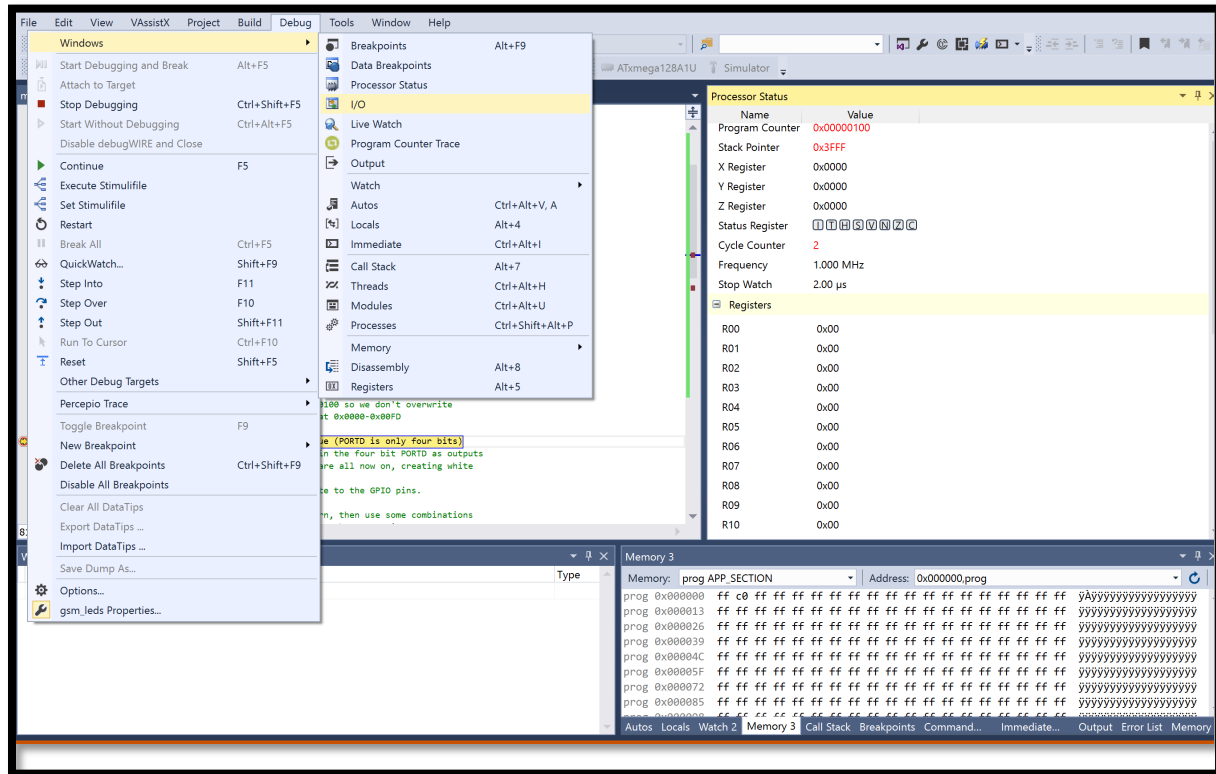 File Edit View VAssistX Project Build Debug Tools Window Help
ATxmega128A1U Simulator
Windows
Start Debugging and Break Alt+F5
Attach to Target
Stop Debugging Ctrl+Shift+F5
Start Without Debugging Ctrl+Alt+F5
Disable debugWIRE and Close
Continue F5
Execute Stimulifile
Set Stimulifile
Restart
Break All Ctrl+F5
QuickWatch... Shift+F9
Step Into F11
Step Over F10
Step Out Shift+F11
Run To Cursor Ctrl+F10
Reset Shift+F5
Other Debug Targets
Percepio Trace
Toggle Breakpoint F9
New Breakpoint
Delete All Breakpoints Ctrl+Shift+F9
Disable All Breakpoints
Clear All DataTips
Export DataTips ...
Import DataTips ...
Save Dump As...
Options...
gsm_leds Properties...
Breakpoints Alt+F9
Data Breakpoints
Processor Status
I/O
Live Watch
Program Counter Trace
Output
Watch
Autos Ctrl+Alt+V, A
Locals Alt+4
Immediate Ctrl+Alt+I
Call Stack Alt+7
Threads Ctrl+Alt+H
Modules Ctrl+Alt+U
Processes Ctrl+Shift+Alt+P
Memory
Disassembly Alt+8
Registers Alt+5
0100 so we don't overwrite
at 0x0000-0x00FD
ue (PORTD is only four bits)
in the four bit PORTD as outputs
are all now on, creating white
te to the GPIO pins.
rn, then use some combinations
Processor Status
Name Value
Program Counter 0x00000100
Stack Pointer 0x3FFF
X Register 0x0000
Y Register 0x0000
Z Register 0x0000
Status Register I T H S V N Z C
Cycle Counter 2
Frequency 1.000 MHz
Stop Watch 2.00 µs
Registers
R00 0x00
R01 0x00
R02 0x00
R03 0x00
R04 0x00
R05 0x00
R06 0x00
R07 0x00
R08 0x00
R09 0x00
R10 0x00
Type
Memory 3
Memory: prog APP_SECTION Address: 0x000000,prog
prog 0x000000 ff c0 ff ff ff ff ff ff ff ff ff ff ff ff ff ff ff ff ff ÿÀÿÿÿÿÿÿÿÿÿÿÿÿÿÿÿÿÿ
prog 0x000013 ff ff ff ff ff ff ff ff ff ff ff ff ff ff ff ff ff ff ff ÿÿÿÿÿÿÿÿÿÿÿÿÿÿÿÿÿÿÿ
prog 0x000026 ff ff ff ff ff ff ff ff ff ff ff ff ff ff ff ff ff ff ff ÿÿÿÿÿÿÿÿÿÿÿÿÿÿÿÿÿÿÿ
prog 0x000039 ff ff ff ff ff ff ff ff ff ff ff ff ff ff ff ff ff ff ff ÿÿÿÿÿÿÿÿÿÿÿÿÿÿÿÿÿÿÿ
prog 0x00004C ff ff ff ff ff ff ff ff ff ff ff ff ff ff ff ff ff ff ff ÿÿÿÿÿÿÿÿÿÿÿÿÿÿÿÿÿÿÿ
prog 0x00005F ff ff ff ff ff ff ff ff ff ff ff ff ff ff ff ff ff ff ff ÿÿÿÿÿÿÿÿÿÿÿÿÿÿÿÿÿÿÿ
prog 0x000072 ff ff ff ff ff ff ff ff ff ff ff ff ff ff ff ff ff ff ff ÿÿÿÿÿÿÿÿÿÿÿÿÿÿÿÿÿÿÿ
prog 0x000085 ff ff ff ff ff ff ff ff ff ff ff ff ff ff ff ff ff ff ff ÿÿÿÿÿÿÿÿÿÿÿÿÿÿÿÿÿÿÿ
Autos Locals Watch 2 Memory 3 Call Stack Breakpoints Command... Immediate... Output Error List Memory